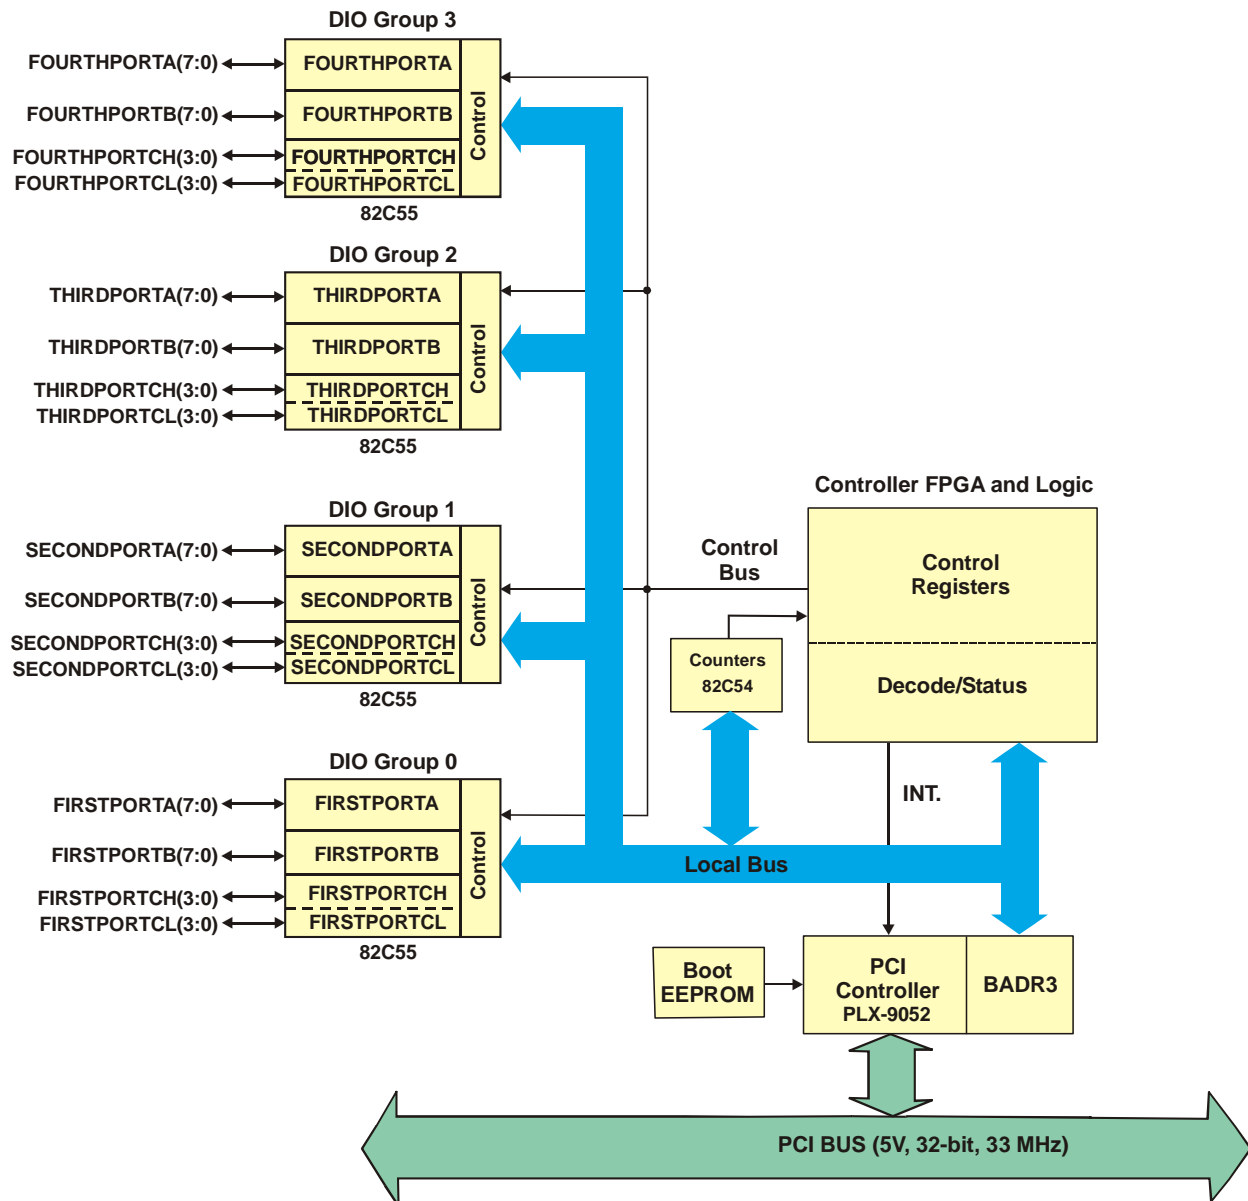 DIO Group 3
FOURTHPORTA(7:0)
FOURTHPORTA
FOURTHPORTB(7:0)
FOURTHPORTB
FOURTHPORTCH(3:0)
FOURTHPORTCH
FOURTHPORTCL(3:0)
FOURTHPORTCL
Control
82C55
DIO Group 2
THIRDPORTA(7:0)
THIRDPORTA
THIRDPORTB(7:0)
THIRDPORTB
THIRDPORTCH(3:0)
THIRDPORTCH
THIRDPORTCL(3:0)
THIRDPORTCL
Control
82C55
DIO Group 1
SECONDPORTA(7:0)
SECONDPORTA
SECONDPORTB(7:0)
SECONDPORTB
SECONDPORTCH(3:0)
SECONDPORTCH
SECONDPORTCL(3:0)
SECONDPORTCL
Control
82C55
DIO Group 0
FIRSTPORTA(7:0)
FIRSTPORTA
FIRSTPORTB(7:0)
FIRSTPORTB
FIRSTPORTCH(3:0)
FIRSTPORTCH
FIRSTPORTCL(3:0)
FIRSTPORTCL
Control
82C55
Controller FPGA and Logic
Control
Registers
Decode/Status
Control
Bus
Counters
82C54
INT.
Local Bus
Boot
EEPROM
PCI
Controller
PLX-9052
BADR3
PCI BUS (5V, 32-bit, 33 MHz)